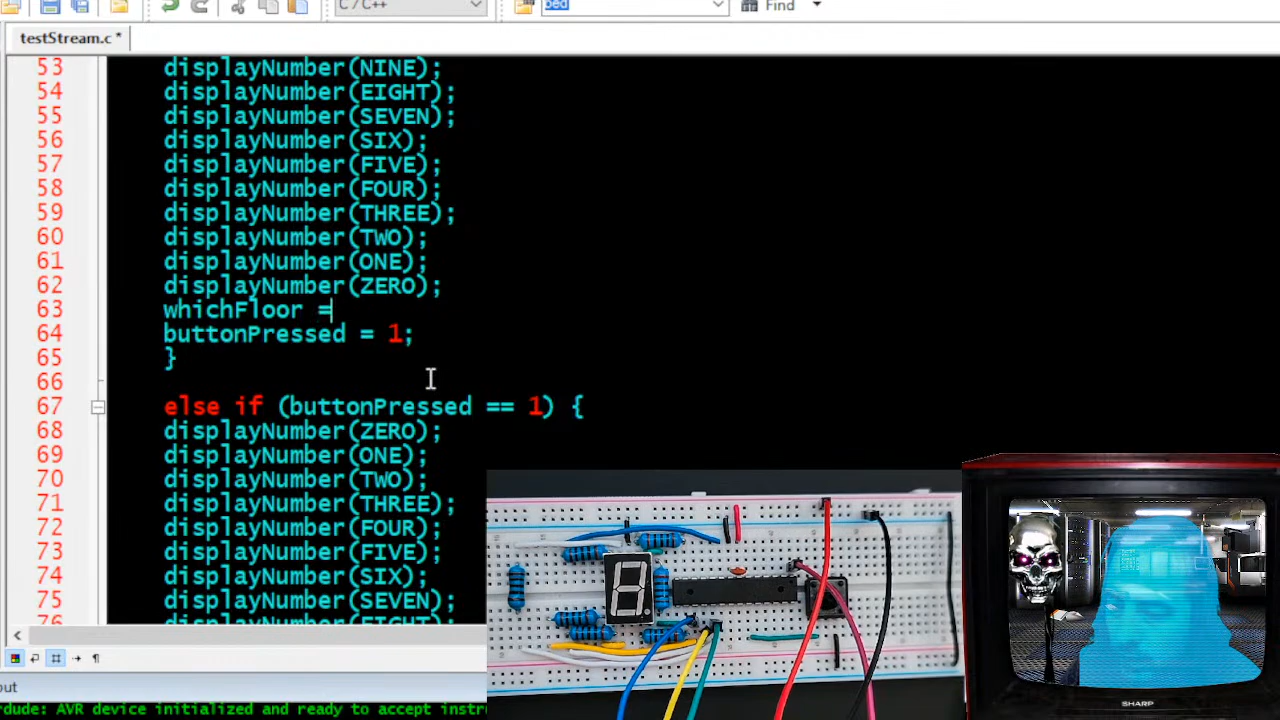 C/C++
bed
Find
testStream.c *
53 displayNumber(NINE);
54 displayNumber(EIGHT);
55 displayNumber(SEVEN);
56 displayNumber(SIX);
57 displayNumber(FIVE);
58 displayNumber(FOUR);
59 displayNumber(THREE);
60 displayNumber(TWO);
61 displayNumber(ONE);
62 displayNumber(ZERO);
63 whichFloor =
64 buttonPressed = 1;
65 }
66
67 else if (buttonPressed == 1) {
68 displayNumber(ZERO);
69 displayNumber(ONE);
70 displayNumber(TWO);
71 displayNumber(THREE);
72 displayNumber(FOUR);
73 displayNumber(FIVE);
74 displayNumber(SIX);
75 displayNumber(SEVEN);
76 displayNumber(EIGHT);
out
rdude: AVR device initialized and ready to accept instr
SHARP